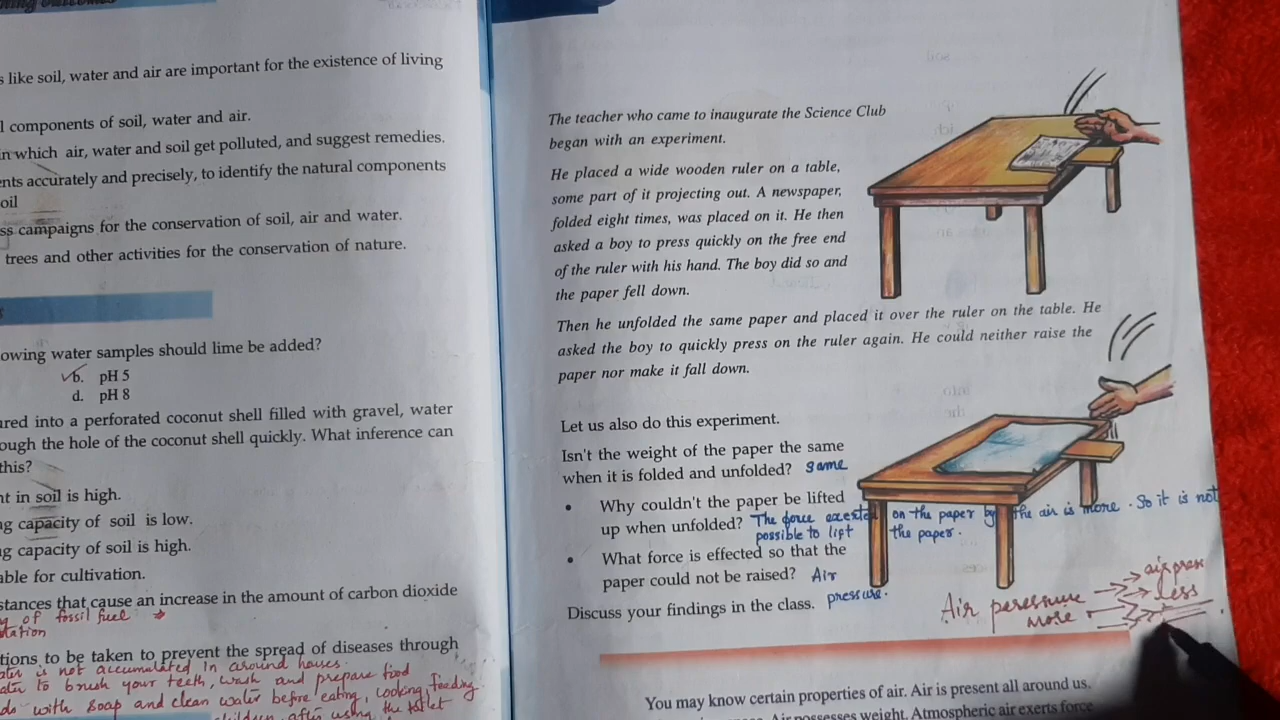 s like soil, water and air are important for the existence of living
l components of soil, water and air.
in which air, water and soil get polluted, and suggest remedies.
nts accurately and precisely, to identify the natural components
oil
ss campaigns for the conservation of soil, air and water.
trees and other activities for the conservation of nature.
owing water samples should lime be added?
b. pH 5
d. pH 8
ured into a perforated coconut shell filled with gravel, water
ough the hole of the coconut shell quickly. What inference can
this?
nt in soil is high.
ng capacity of soil is low.
ng capacity of soil is high.
able for cultivation.
stances that cause an increase in the amount of carbon dioxide
of fossil fuel
tions to be taken to prevent the spread of diseases through
is not accumulated in around houses.
to brush your teeth, wash and prepare food
with soap and clean water before eating, cooking, feeding
children, after using the toilet
The teacher who came to inaugurate the Science Club
began with an experiment.
He placed a wide wooden ruler on a table,
some part of it projecting out. A newspaper,
folded eight times, was placed on it. He then
asked a boy to press quickly on the free end
of the ruler with his hand. The boy did so and
the paper fell down.
Then he unfolded the same paper and placed it over the ruler on the table. He
asked the boy to quickly press on the ruler again. He could neither raise the
paper nor make it fall down.
Let us also do this experiment.
Isn't the weight of the paper the same
when it is folded and unfolded? same
• Why couldn't the paper be lifted
up when unfolded? The force exerted on the paper by the air is more. So it is not
possible to lift the paper.
• What force is effected so that the
paper could not be raised? Air
pressure.
Discuss your findings in the class.
Air peressure
more
air press
less
You may know certain properties of air. Air is present all around us.
Air possesses weight. Atmospheric air exerts force